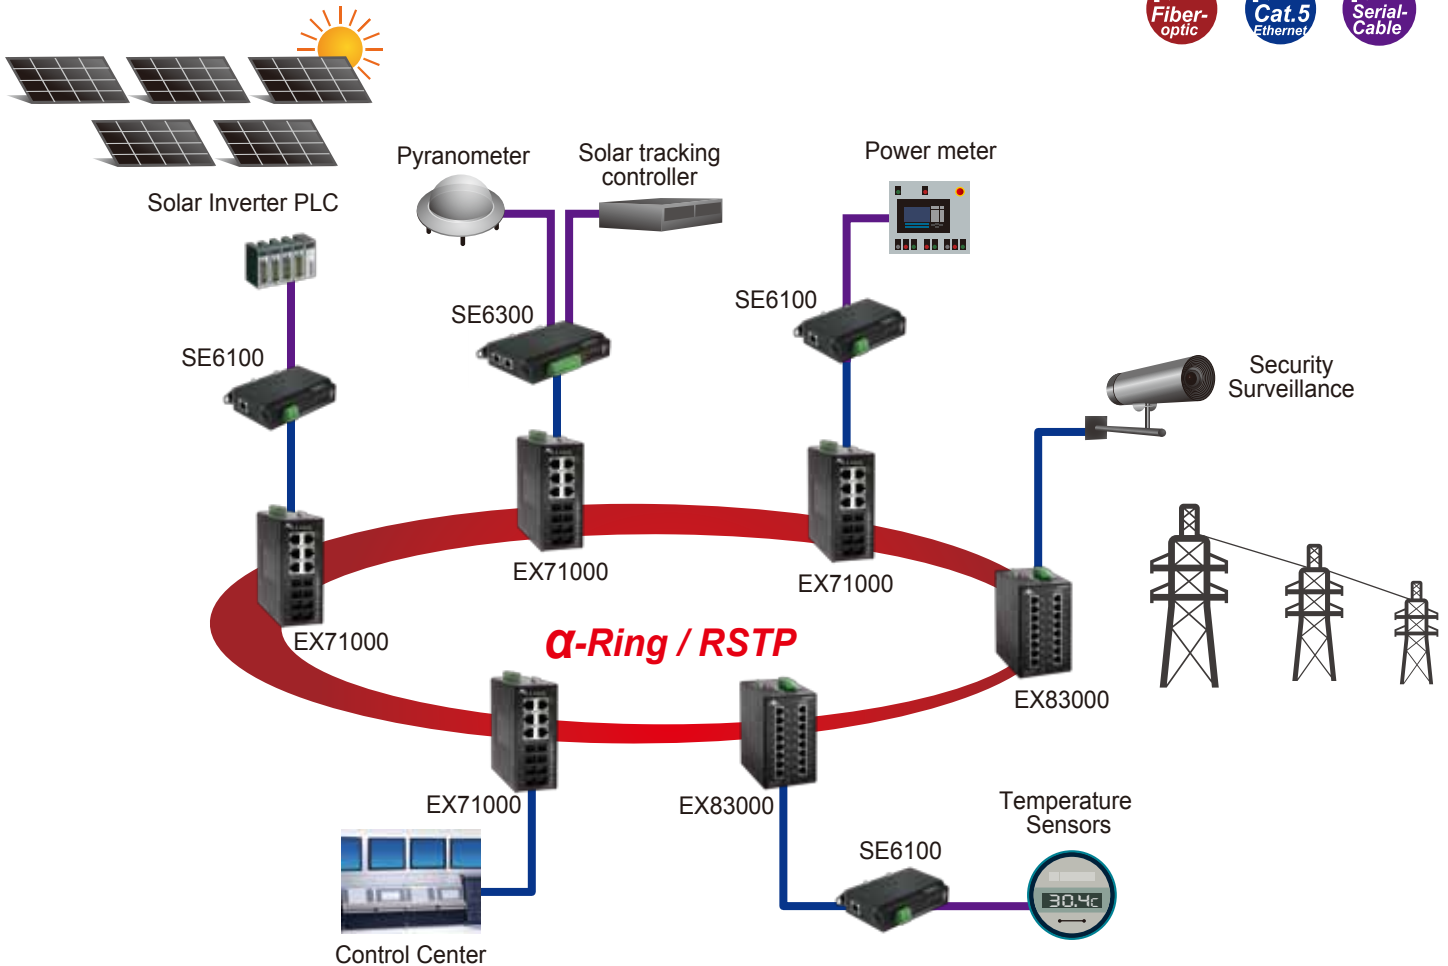 Fiber-
optic
Cat.5
Ethernet
Serial-
Cable
Pyranometer
Solar tracking
controller
Power meter
Solar Inverter PLC
SE6300
SE6100
SE6100
Security
Surveillance
EX71000
EX71000
EX71000
α-Ring / RSTP
EX83000
EX71000
EX83000
Temperature
Sensors
SE6100
30.4c
Control Center